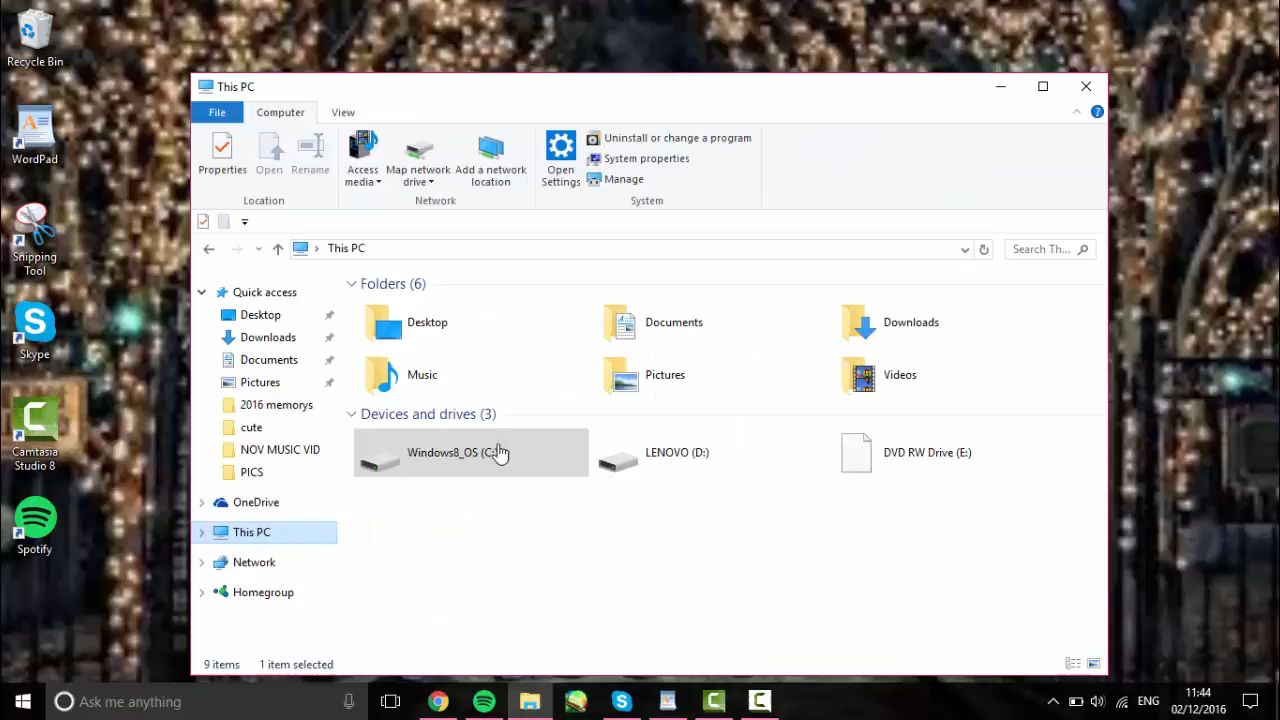 Recycle Bin
WordPad
Snipping
Tool
Skype
Camtasia
Studio 8
Spotify
This PC
File
Computer
View
Properties
Open
Rename
Location
Access
media
Map network
drive
Add a network
location
Network
Open
Settings
Uninstall or change a program
System properties
Manage
System
This PC
Search Th...
Quick access
Desktop
Downloads
Documents
Pictures
2016 memorys
cute
NOV MUSIC VID
PICS
OneDrive
This PC
Network
Homegroup
Folders (6)
Desktop
Documents
Downloads
Music
Pictures
Videos
Devices and drives (3)
Windows8_OS (C:)
LENOVO (D:)
DVD RW Drive (E:)
9 items
1 item selected
Ask me anything
ENG
11:44
02/12/2016